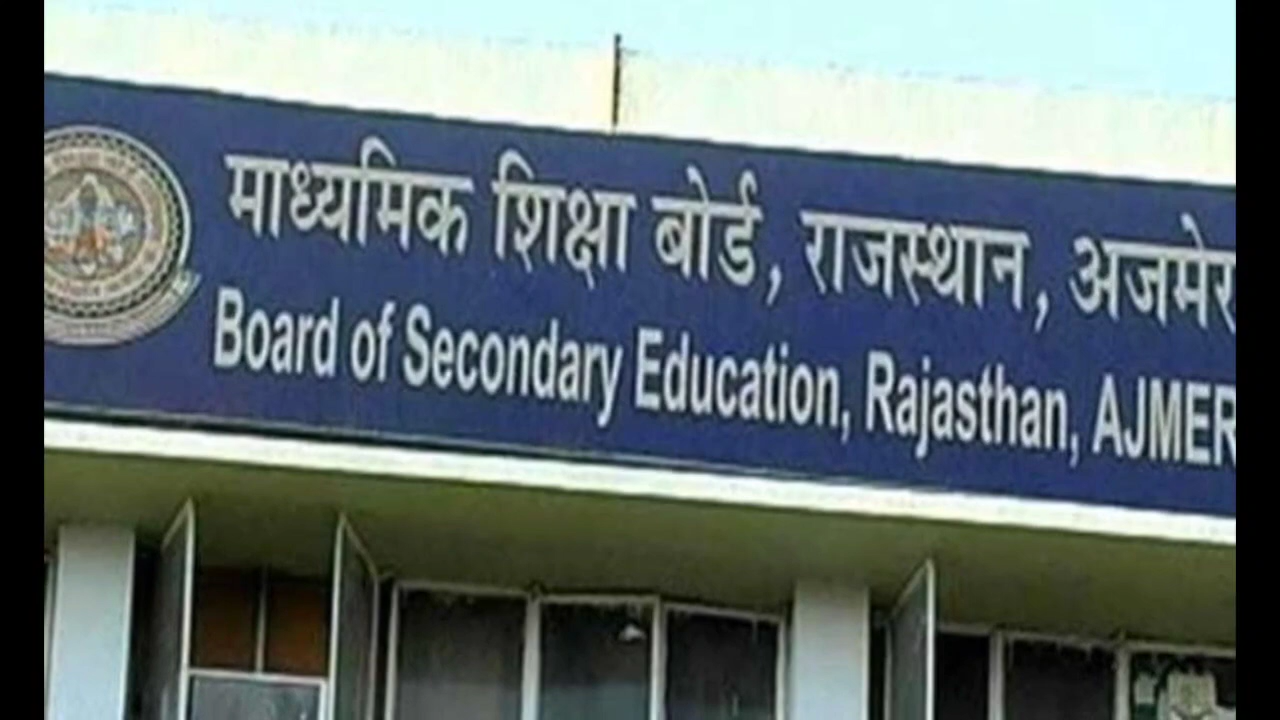 माध्यमिक शिक्षा बोर्ड, राजस्थान, अजमेर
Board of Secondary Education, Rajasthan, AJMER